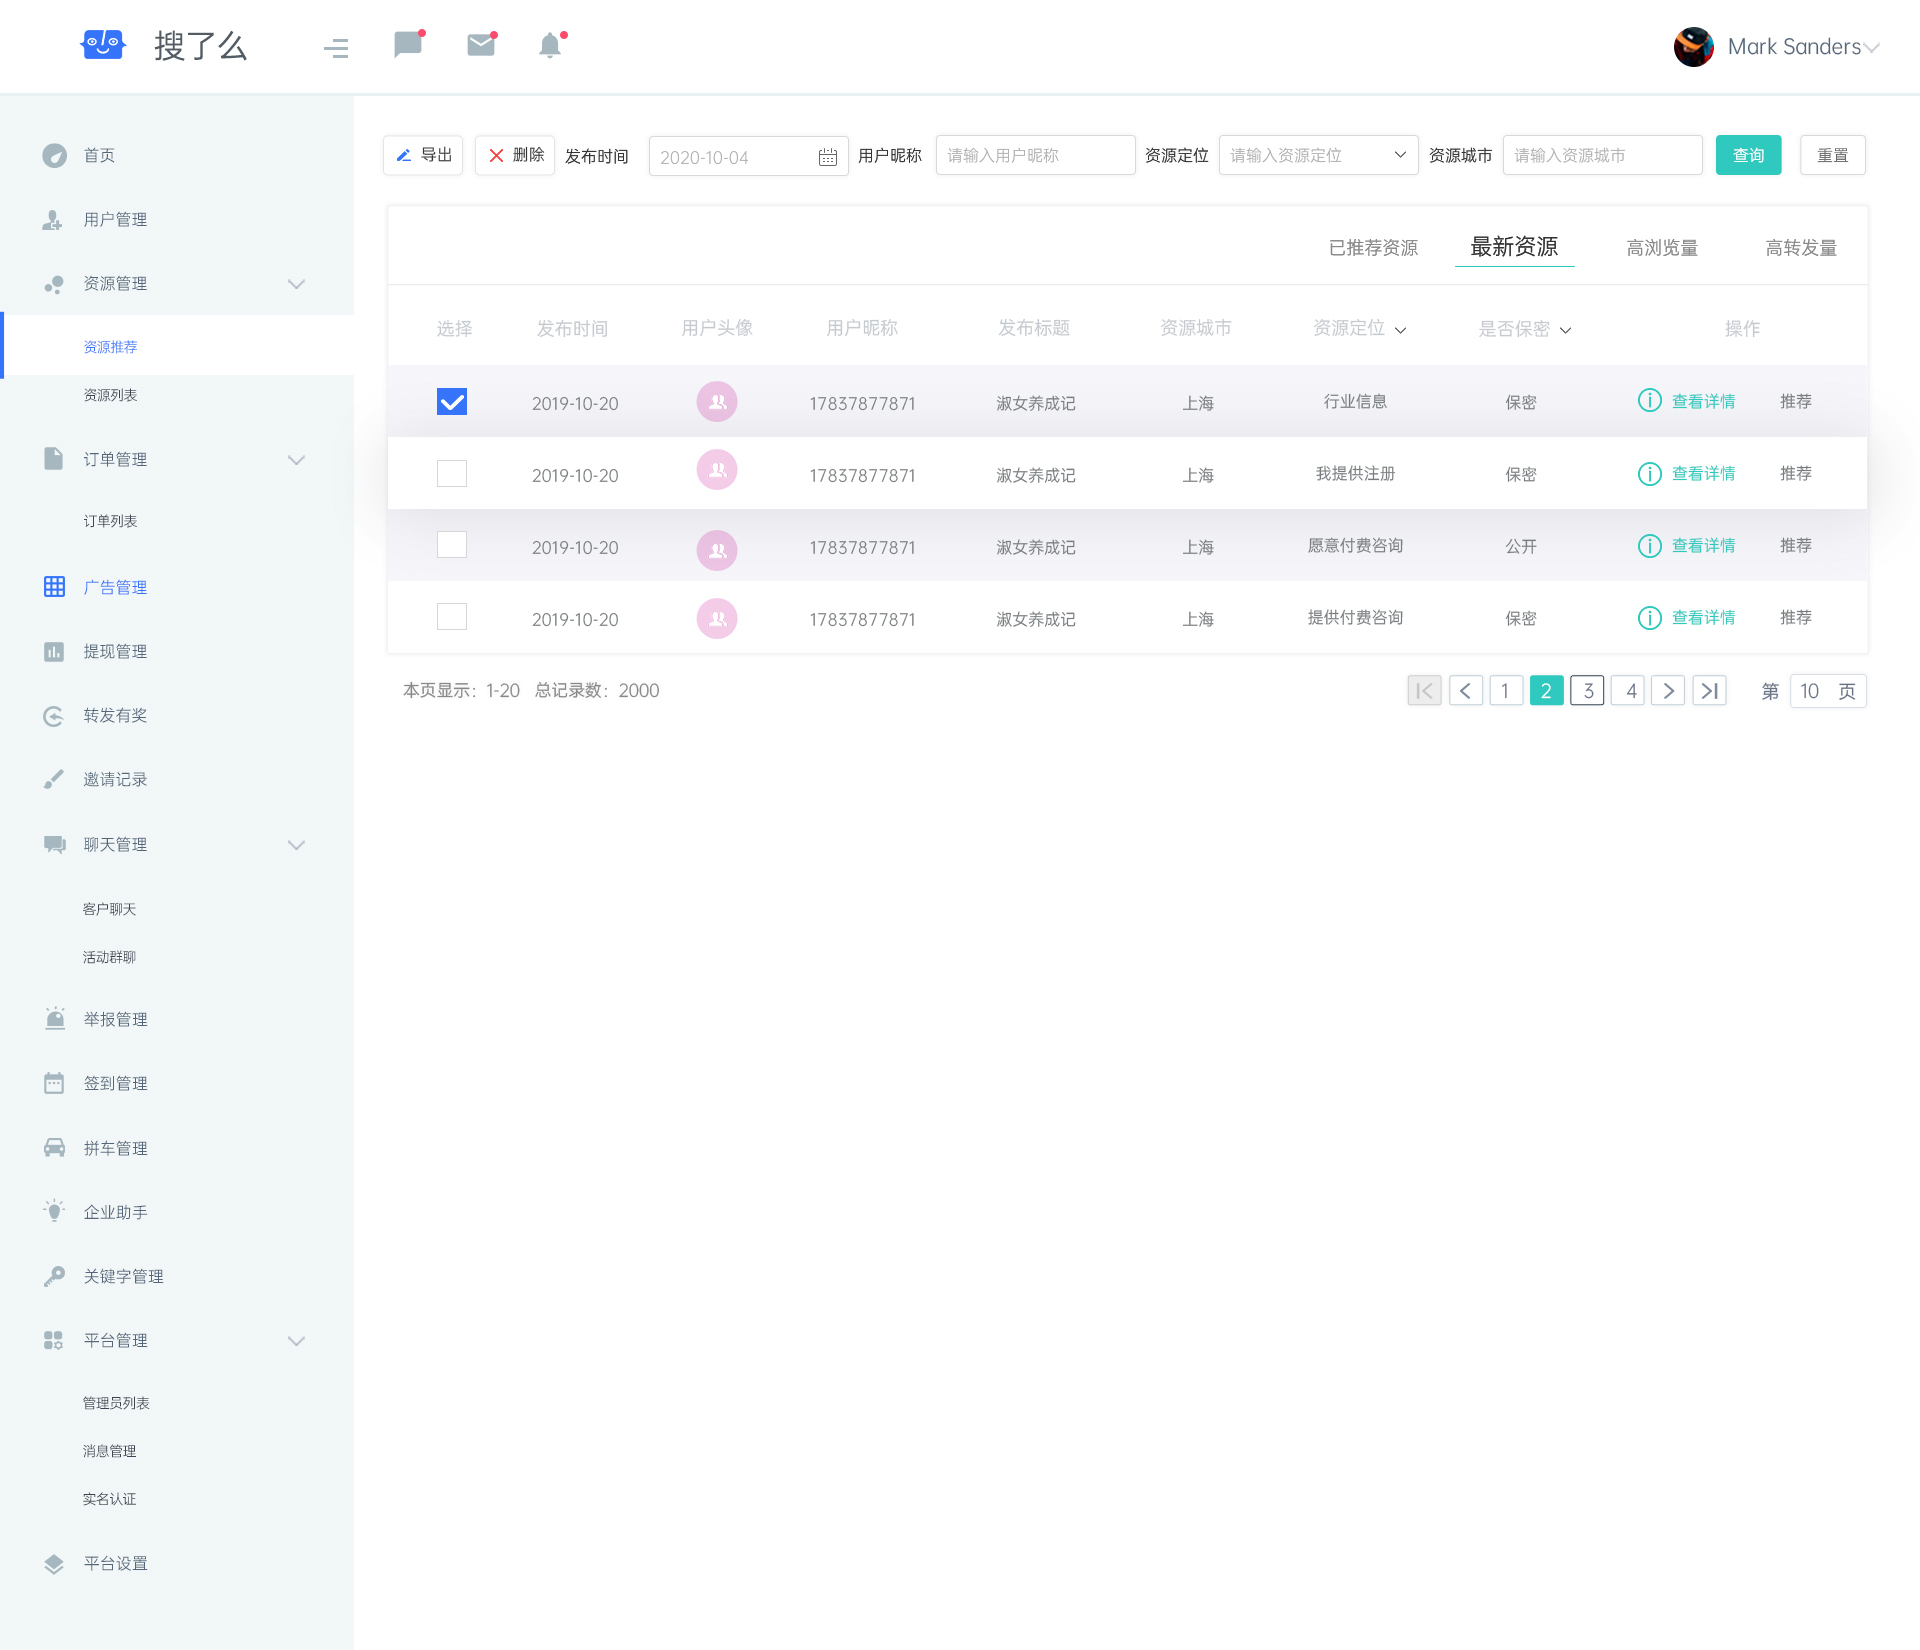 搜了么
Mark Sanders
首页
用户管理
资源管理
资源推荐
资源列表
订单管理
订单列表
广告管理
提现管理
转发有奖
邀请记录
聊天管理
客户聊天
活动群聊
举报管理
签到管理
拼车管理
企业助手
关键字管理
平台管理
管理员列表
消息管理
实名认证
平台设置
导出 删除 发布时间 2020-10-04 用户昵称 请输入用户昵称 资源定位 请输入资源定位 资源城市 请输入资源城市 查询 重置
已推荐资源 最新资源 高浏览量 高转发量
选择 发布时间 用户头像 用户昵称 发布标题 资源城市 资源定位 是否保密 操作
2019-10-20 17837877871 淑女养成记 上海 行业信息 保密 查看详情 推荐
2019-10-20 17837877871 淑女养成记 上海 我提供注册 保密 查看详情 推荐
2019-10-20 17837877871 淑女养成记 上海 愿意付费咨询 公开 查看详情 推荐
2019-10-20 17837877871 淑女养成记 上海 提供付费咨询 保密 查看详情 推荐
本页显示：1-20 总记录数：2000 1 2 3 4 第 10 页